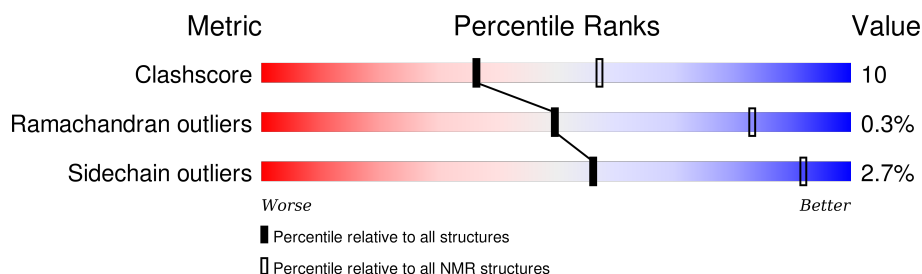 Metric Percentile Ranks Value
Clashscore 10
Ramachandran outliers 0.3%
Sidechain outliers 2.7%
Worse Better
Percentile relative to all structures
Percentile relative to all NMR structures